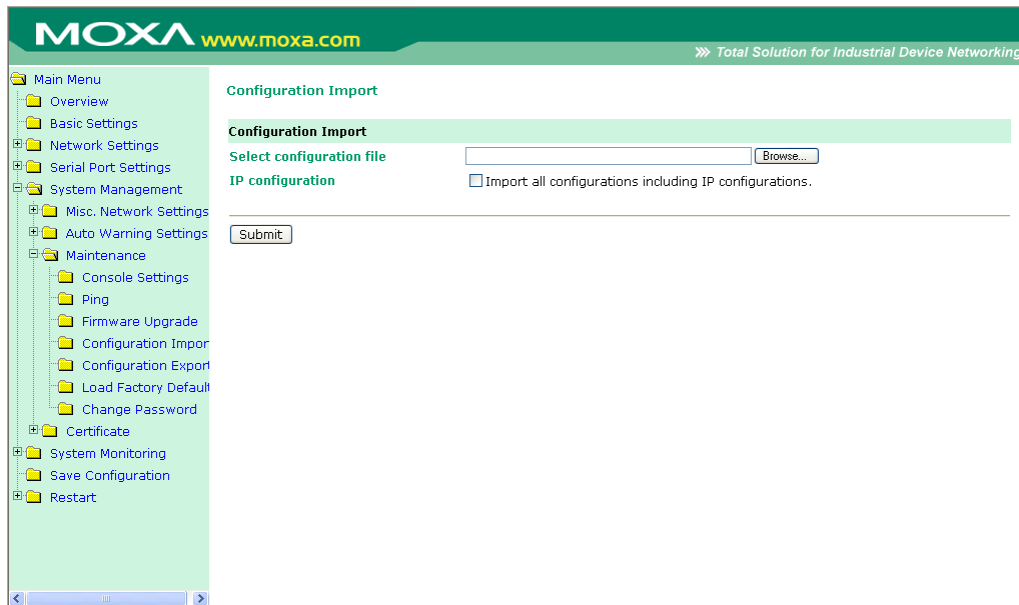 MOXA www.moxa.com
Total Solution for Industrial Device Networking
Main Menu
Overview
Basic Settings
Network Settings
Serial Port Settings
System Management
Misc. Network Settings
Auto Warning Settings
Maintenance
Console Settings
Ping
Firmware Upgrade
Configuration Impor
Configuration Export
Load Factory Default
Change Password
Certificate
System Monitoring
Save Configuration
Restart
Configuration Import
Configuration Import
Select configuration file Browse...
IP configuration Import all configurations including IP configurations.
Submit